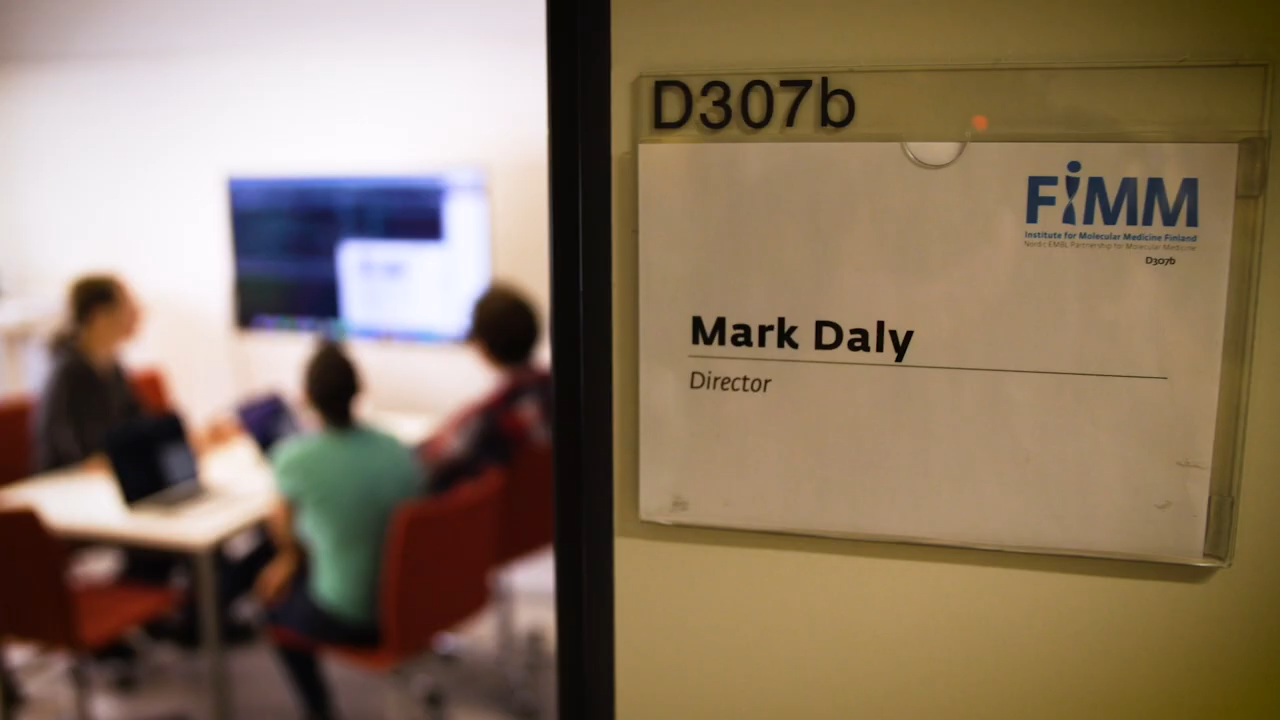 D307b
FiMM
Institute for Molecular Medicine Finland
Nordic EMBL Partnership for Molecular Medicine
D307b
Mark Daly
Director